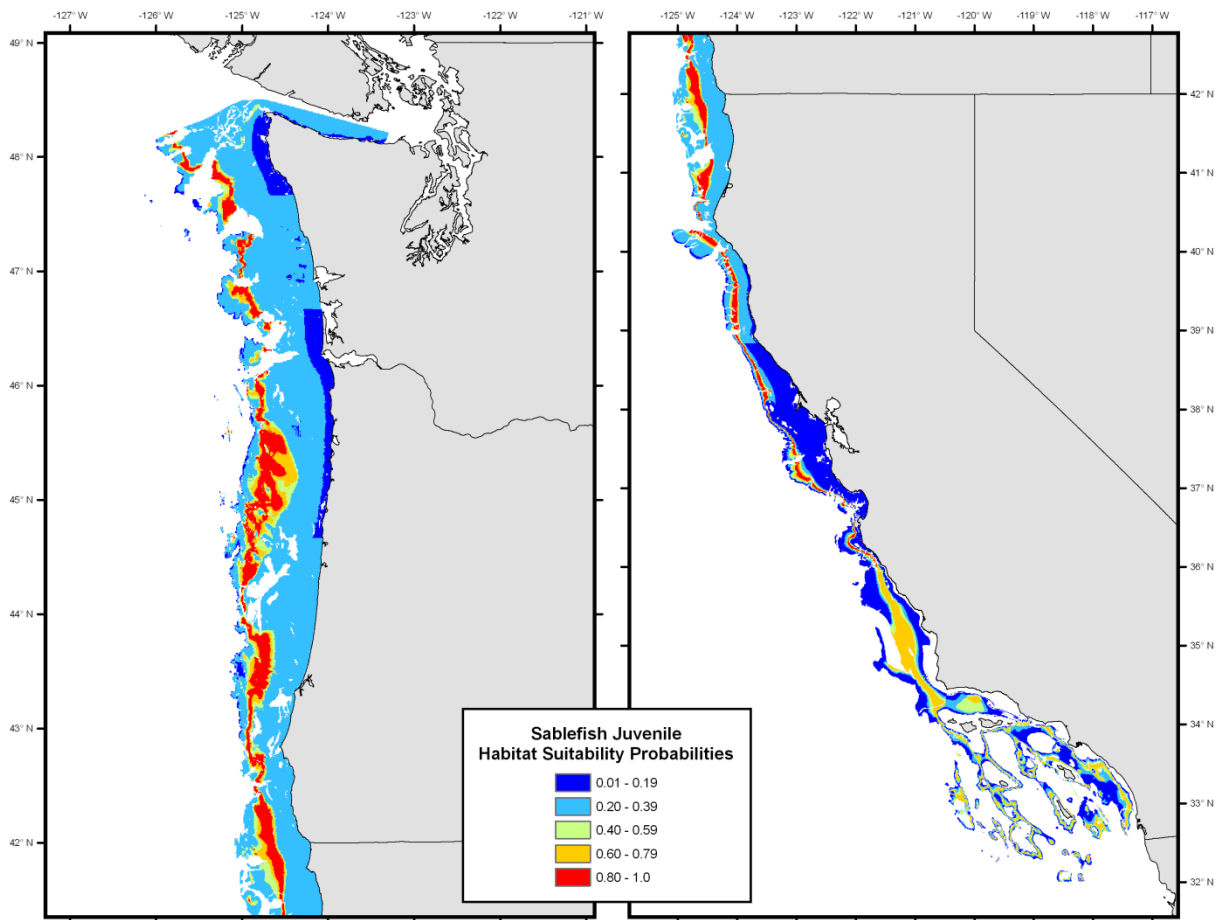 -127°W -126°W -125°W -124°W -123°W -122°W -121°W
-125°W -124°W -123°W -122°W -121°W -120°W -119°W -118°W -117°W
49° N
48° N
47° N
46° N
45° N
44° N
43° N
42° N
42° N
41° N
40° N
39° N
38° N
37° N
36° N
35° N
34° N
33° N
32° N
Sablefish Juvenile
Habitat Suitability Probabilities
0.01 - 0.19
0.20 - 0.39
0.40 - 0.59
0.60 - 0.79
0.80 - 1.0